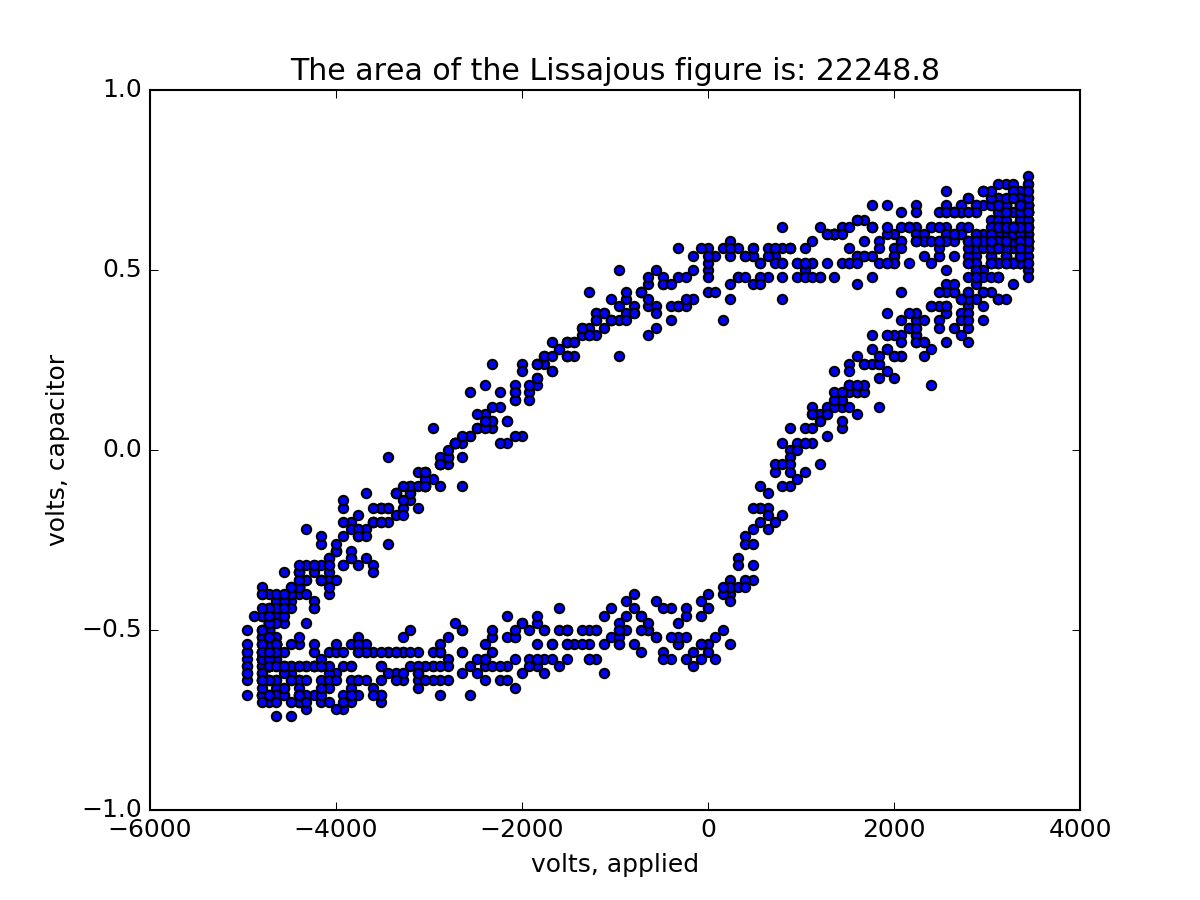 The area of the Lissajous figure is: 22248.8
1.0
0.5
0.0
−0.5
−1.0
volts, capacitor
−6000 −4000 −2000 0 2000 4000
volts, applied